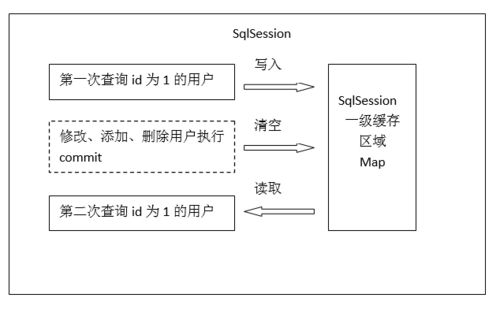 SqlSession
写入
第一次查询 id 为 1 的用户
清空
修改、添加、删除用户执行
commit
SqlSession
一级缓存
区域
Map
读取
第二次查询 id 为 1 的用户